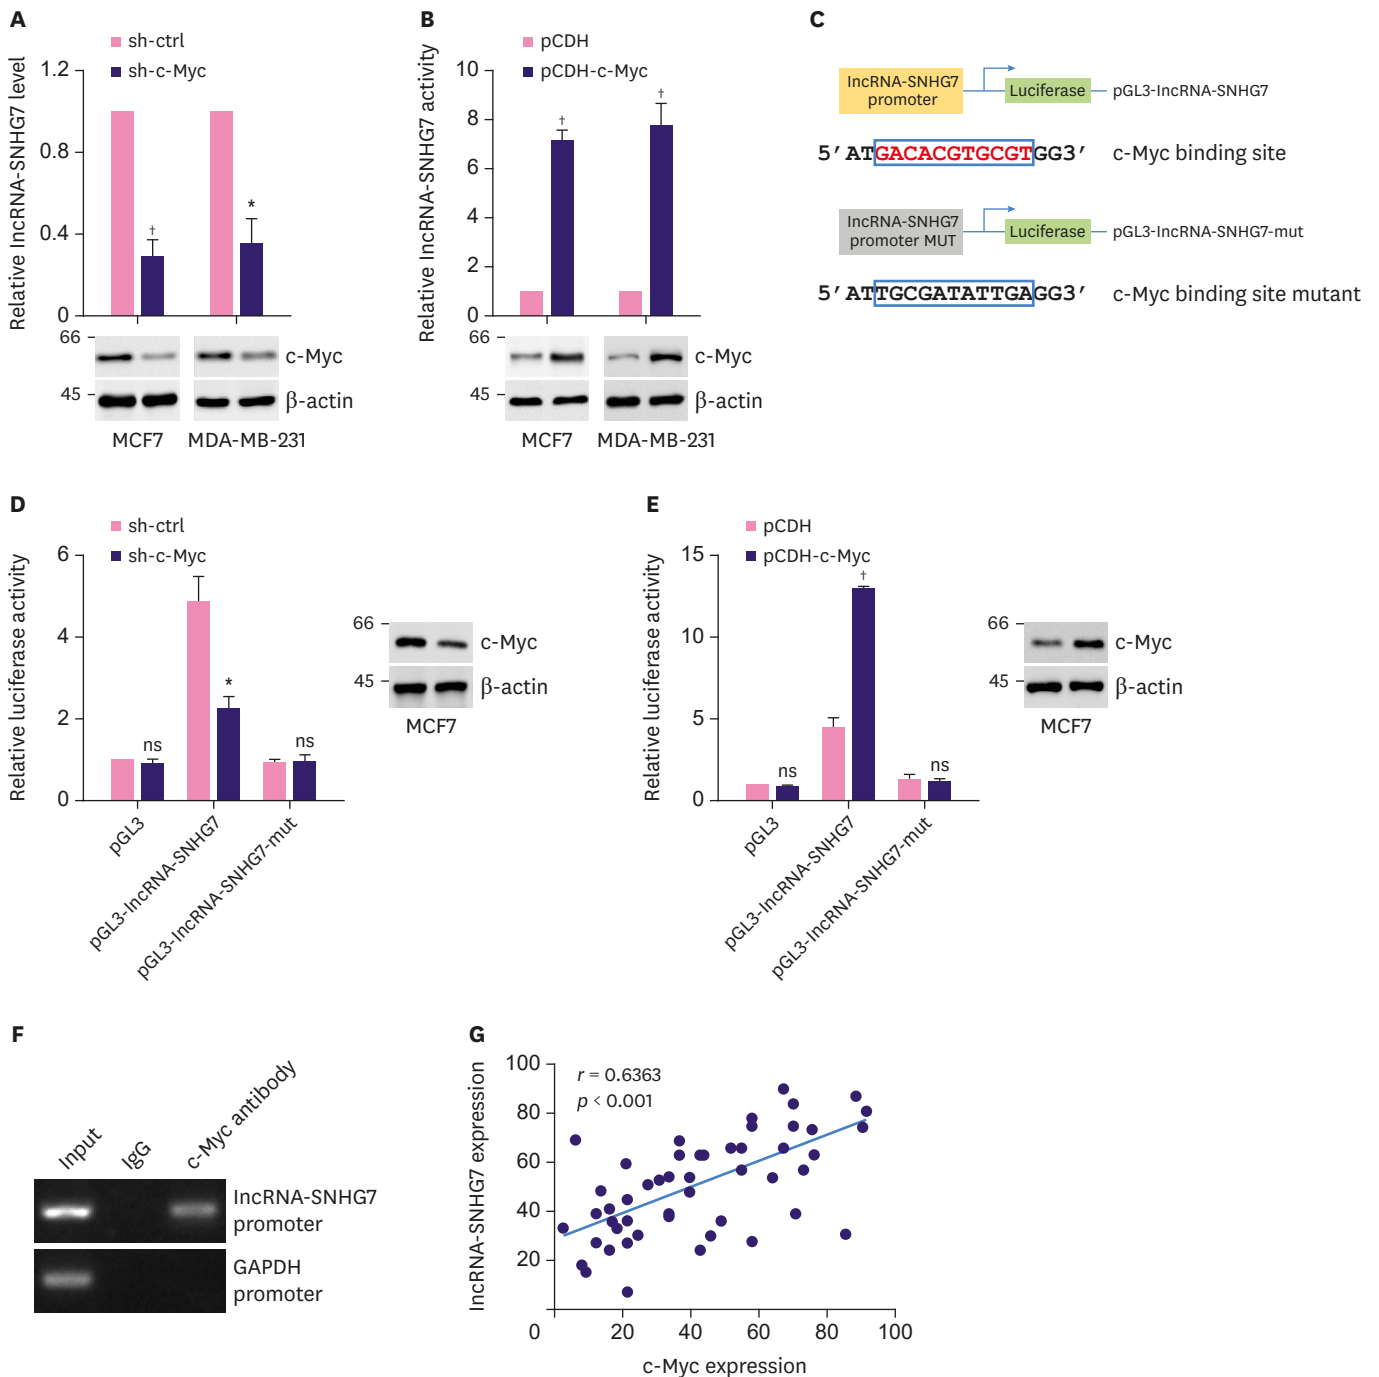 A
sh-ctrl
sh-c-Myc
Relative lncRNA-SNHG7 level
1.2
0.8
0.4
0
†
*
66
45
c-Myc
β-actin
MCF7
MDA-MB-231
B
pCDH
pCDH-c-Myc
Relative lncRNA-SNHG7 activity
10
8
6
4
2
0
†
†
66
45
c-Myc
β-actin
MCF7
MDA-MB-231
C
lncRNA-SNHG7
promoter
Luciferase
pGL3-lncRNA-SNHG7
5′ATGACACGTGCGTGG3′
c-Myc binding site
lncRNA-SNHG7
promoter MUT
Luciferase
pGL3-lncRNA-SNHG7-mut
5′ATTGCGATATTGAGG3′
c-Myc binding site mutant
D
sh-ctrl
sh-c-Myc
Relative luciferase activity
6
4
2
0
ns
*
ns
pGL3
pGL3-lncRNA-SNHG7
pGL3-lncRNA-SNHG7-mut
66
45
c-Myc
β-actin
MCF7
E
pCDH
pCDH-c-Myc
Relative luciferase activity
15
10
5
0
ns
†
ns
pGL3
pGL3-lncRNA-SNHG7
pGL3-lncRNA-SNHG7-mut
66
45
c-Myc
β-actin
MCF7
F
Input
IgG
c-Myc antibody
lncRNA-SNHG7
promoter
GAPDH
promoter
G
r = 0.6363
p < 0.001
lncRNA-SNHG7 expression
100
80
60
40
20
0
20
40
60
80
100
c-Myc expression